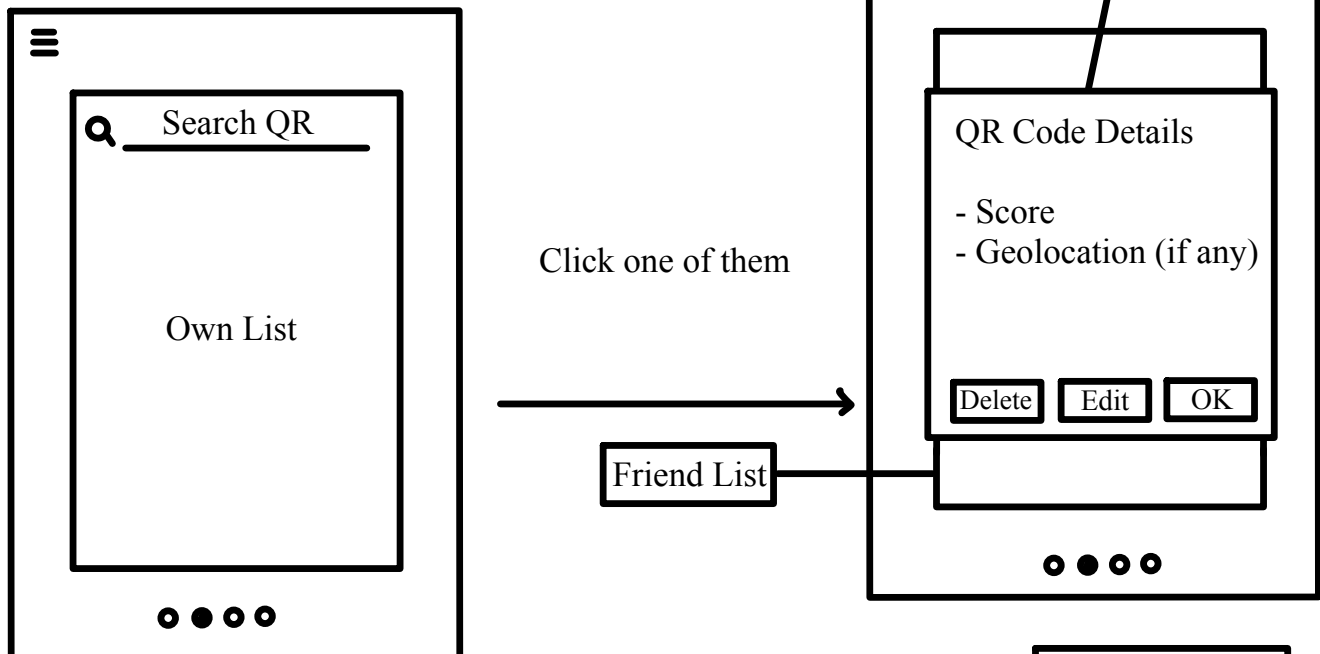 Search QR
Own List
Click one of them
Friend List
QR Code Details
- Score
- Geolocation (if any)
Delete
Edit
OK